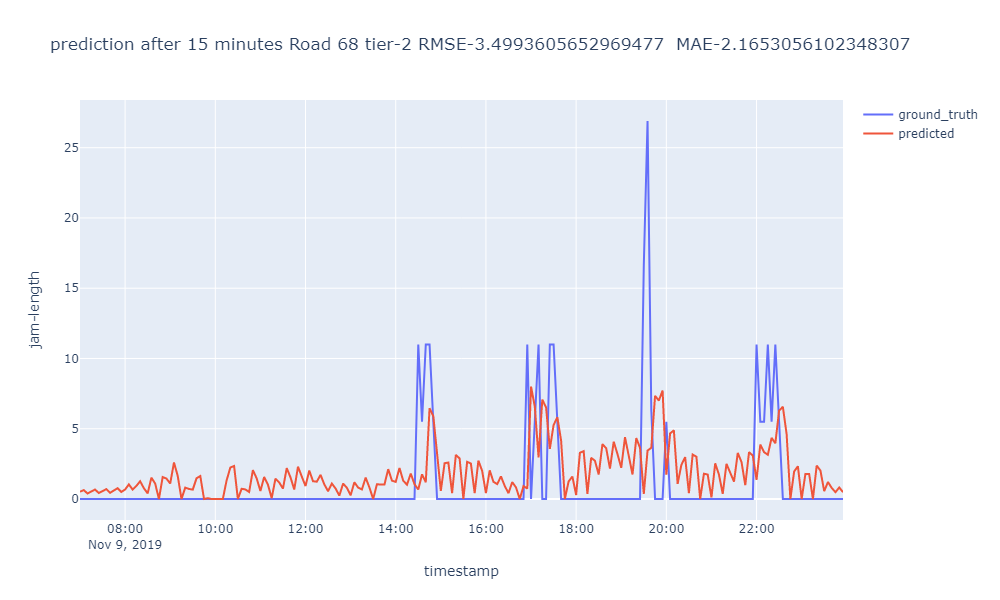 prediction after 15 minutes Road 68 tier-2 RMSE-3.4993605652969477  MAE-2.1653056102348307
ground_truth
predicted
25
20
15
10
5
0
jam-length
08:00
10:00
12:00
14:00
16:00
18:00
20:00
22:00
Nov 9, 2019
timestamp